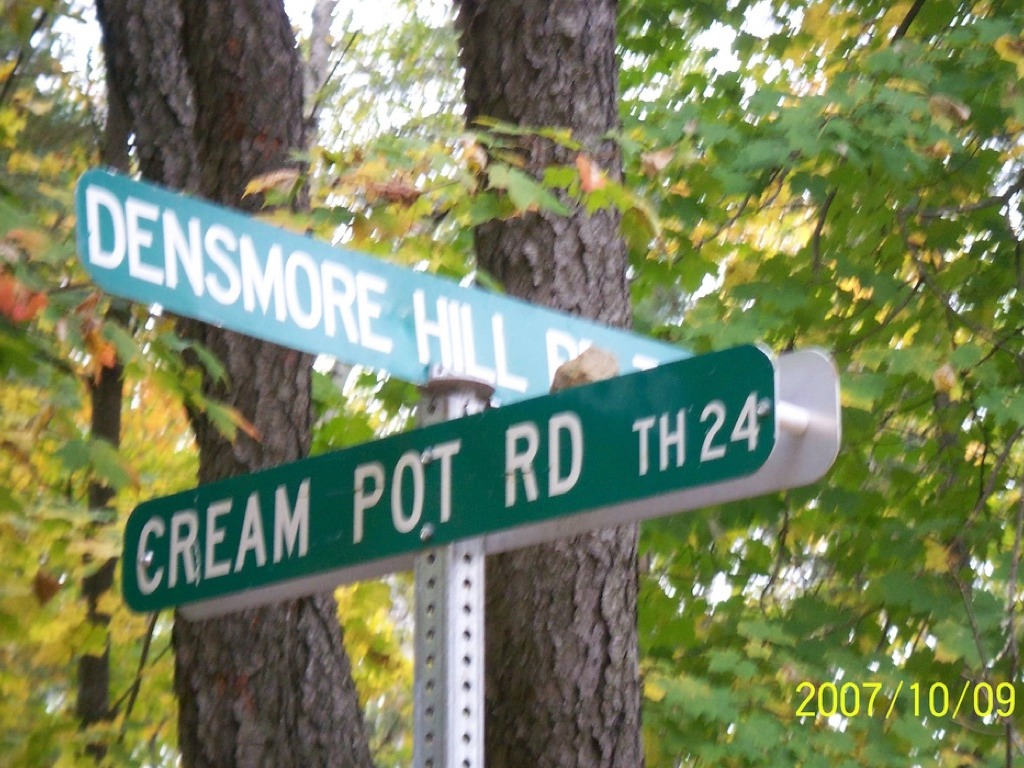 DENSMORE HILL
CREAM POT RD TH 24
2007/10/09